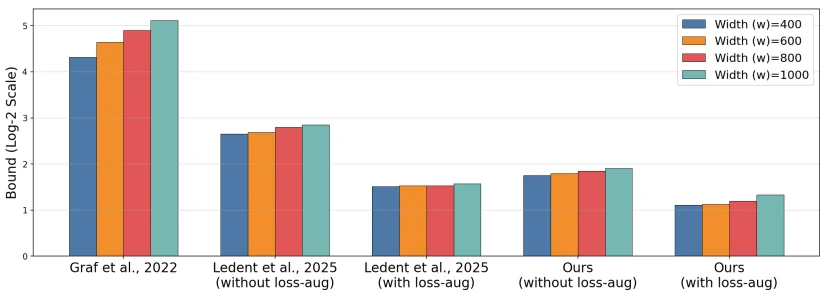 Bound (Log-2 Scale)
5
4
3
2
1
0
Width (w)=400
Width (w)=600
Width (w)=800
Width (w)=1000
Graf et al., 2022
Ledent et al., 2025
(without loss-aug)
Ledent et al., 2025
(with loss-aug)
Ours
(without loss-aug)
Ours
(with loss-aug)